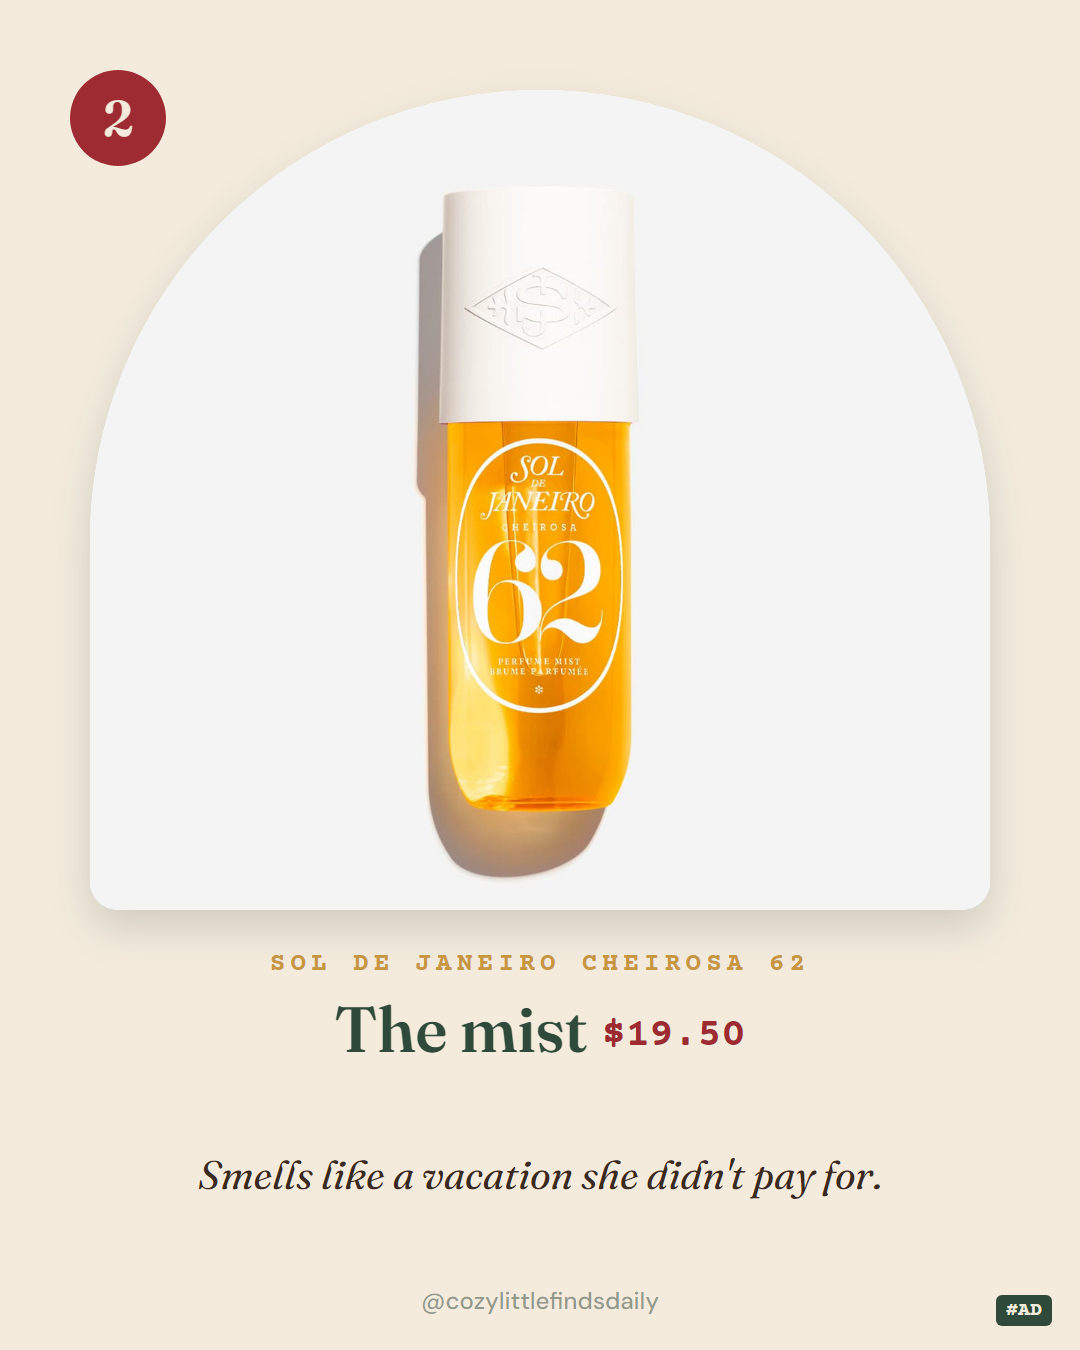 2
SOL
DE
JANEIRO
CHEIROSA
62
PERFUME MIST
BRUME PARFUMÉE
SOL DE JANEIRO CHEIROSA 62
The mist $19.50
Smells like a vacation she didn't pay for.
@cozylittlefindsdaily
#AD